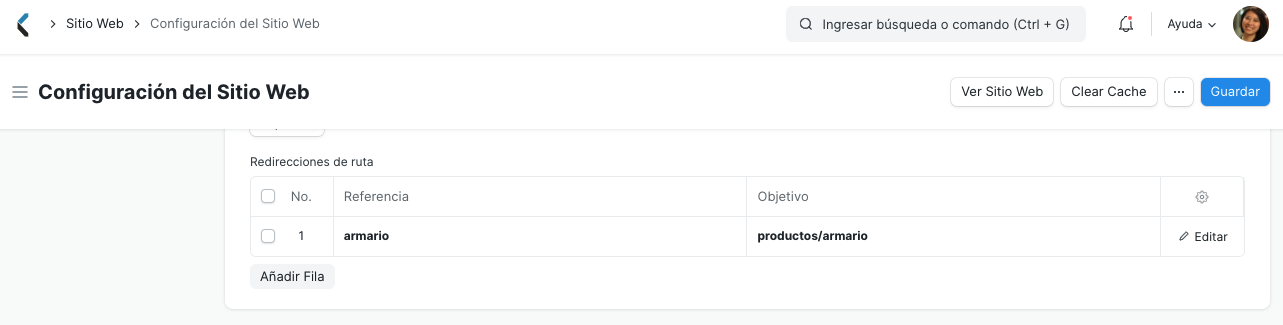 Sitio Web
Configuración del Sitio Web
Ingresar búsqueda o comando (Ctrl + G)
Ayuda
Configuración del Sitio Web
Ver Sitio Web
Clear Cache
Guardar
Redirecciones de ruta
No.
Referencia
Objetivo
1
armario
productos/armario
Editar
Añadir Fila